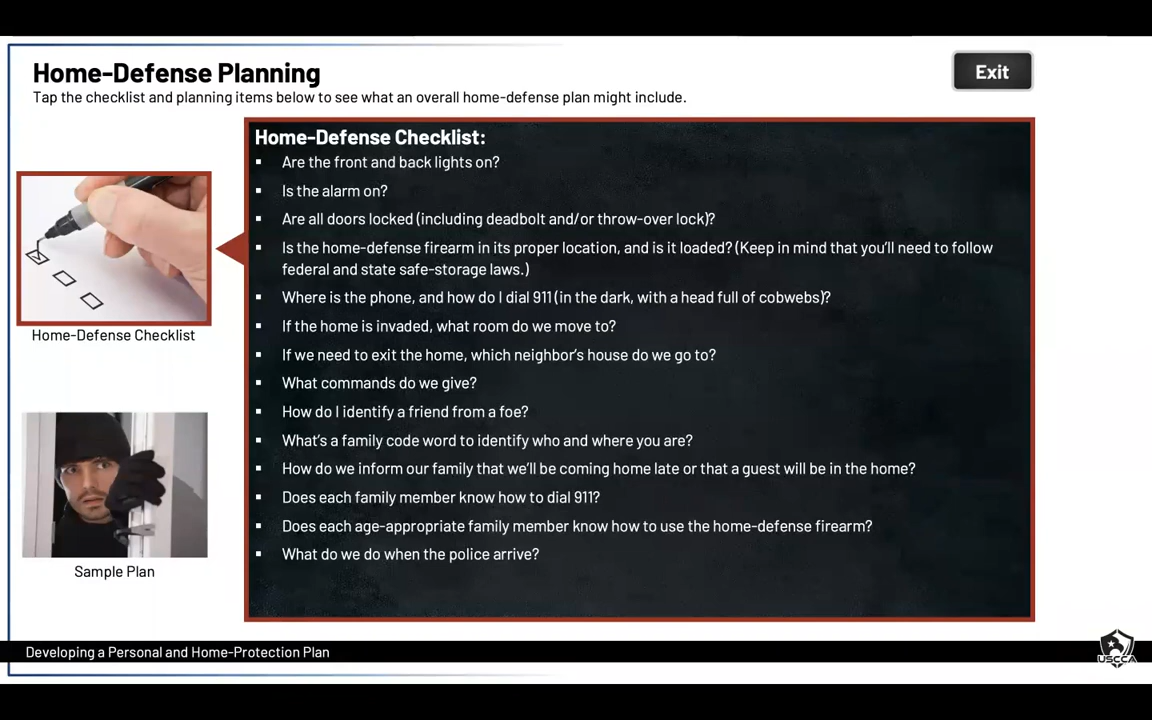 Home-Defense Planning
Exit
Tap the checklist and planning items below to see what an overall home-defense plan might include.
Home-Defense Checklist:
▪ Are the front and back lights on?
▪ Is the alarm on?
▪ Are all doors locked (including deadbolt and/or throw-over lock)?
▪ Is the home-defense firearm in its proper location, and is it loaded? (Keep in mind that you'll need to follow
federal and state safe-storage laws.)
▪ Where is the phone, and how do I dial 911 (in the dark, with a head full of cobwebs)?
▪ If the home is invaded, what room do we move to?
▪ If we need to exit the home, which neighbor's house do we go to?
▪ What commands do we give?
▪ How do I identify a friend from a foe?
▪ What's a family code word to identify who and where you are?
▪ How do we inform our family that we'll be coming home late or that a guest will be in the home?
▪ Does each family member know how to dial 911?
▪ Does each age-appropriate family member know how to use the home-defense firearm?
▪ What do we do when the police arrive?
Home-Defense Checklist
Sample Plan
Developing a Personal and Home-Protection Plan
USCCA